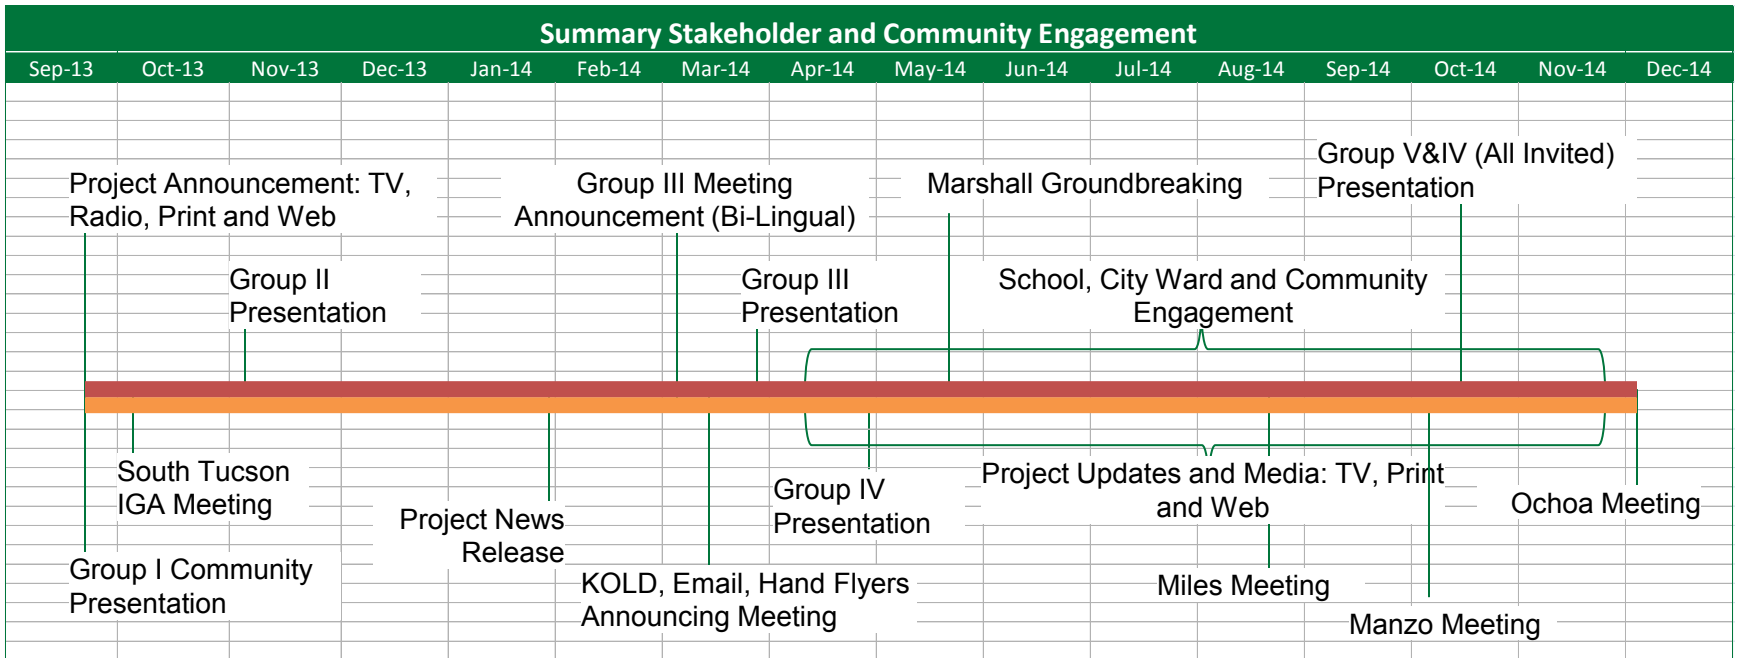 Summary Stakeholder and Community Engagement
Sep-13 Oct-13 Nov-13 Dec-13 Jan-14 Feb-14 Mar-14 Apr-14 May-14 Jun-14 Jul-14 Aug-14 Sep-14 Oct-14 Nov-14 Dec-14
Project Announcement: TV,
Radio, Print and Web
Group III Meeting
Announcement (Bi-Lingual)
Marshall Groundbreaking
Group V&IV (All Invited)
Presentation
Group II
Presentation
Group III
Presentation
School, City Ward and Community
Engagement
South Tucson
IGA Meeting
Project News
Release
Group IV
Presentation
Project Updates and Media: TV, Print
and Web
Ochoa Meeting
Group I Community
Presentation
KOLD, Email, Hand Flyers
Announcing Meeting
Miles Meeting
Manzo Meeting